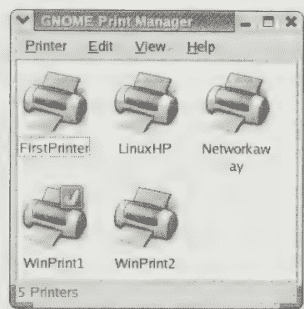 GNOME Print Manager
Printer Edit View Help
FirstPrinter LinuxHP Networkaw
ay
WinPrint1 WinPrint2
5 Printers